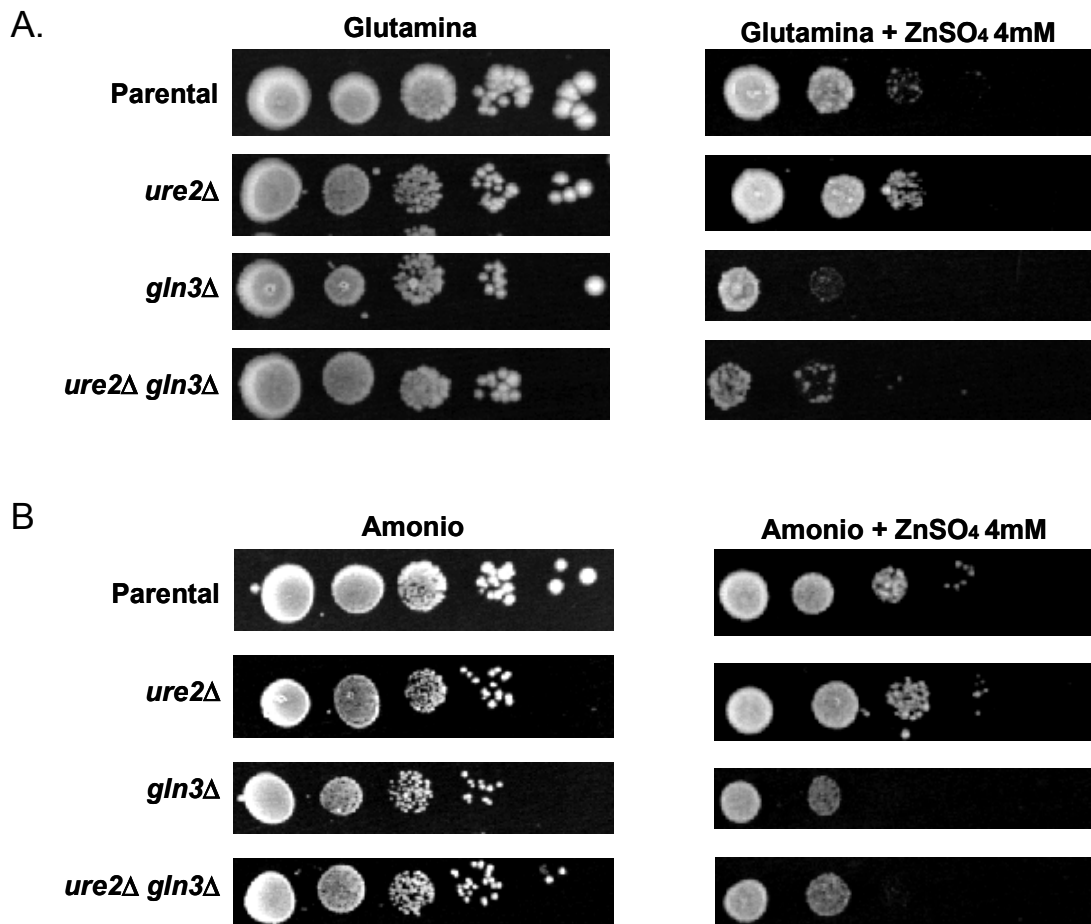 A.
Glutamina
Glutamina + ZnSO₄ 4mM
Parental
ure2Δ
gln3Δ
ure2Δ gln3Δ
B
Amonio
Amonio + ZnSO₄ 4mM
Parental
ure2Δ
gln3Δ
ure2Δ gln3Δ